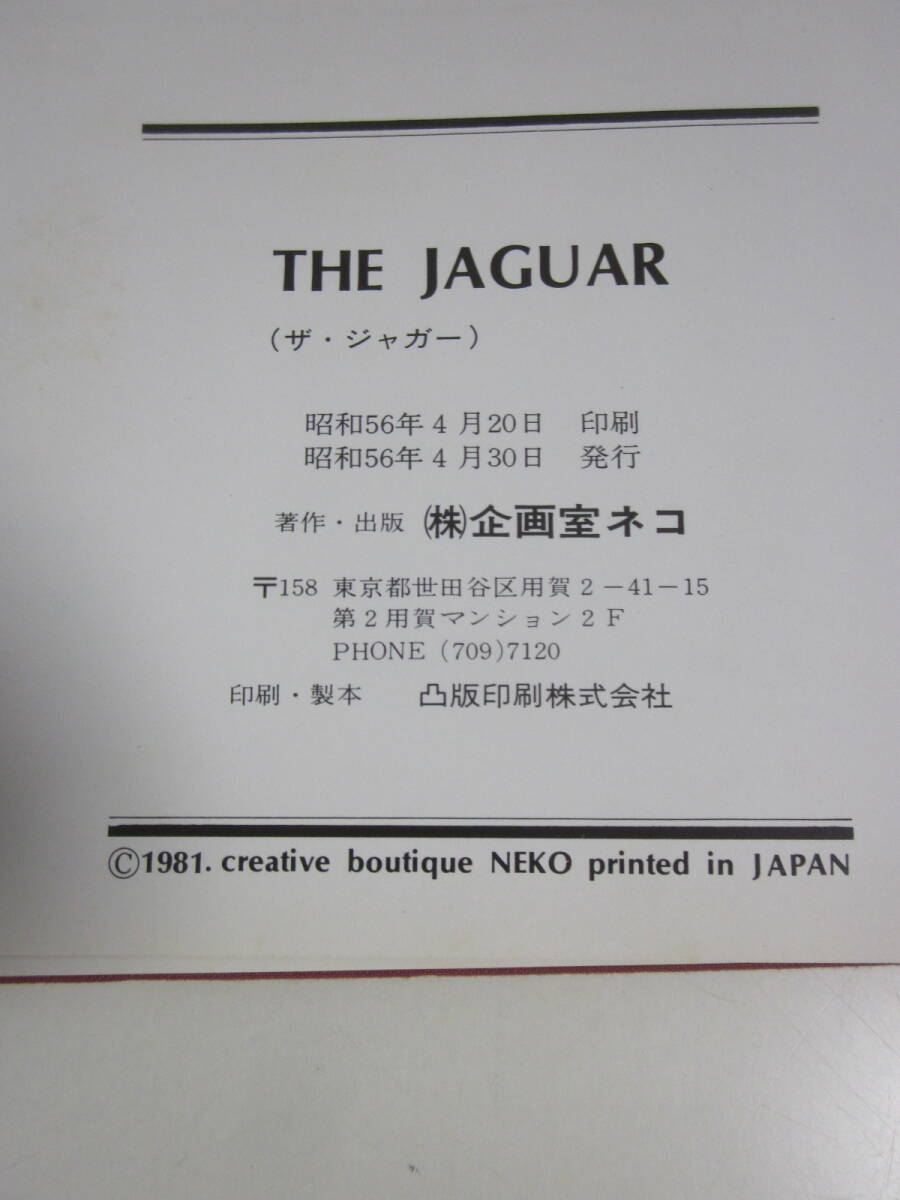 THE JAGUAR
(ザ・ジャガー)
昭和56年4月20日 印刷
昭和56年4月30日 発行
著作・出版 ㈱企画室ネコ
〒158 東京都世田谷区用賀2-41-15
第2用賀マンション2F
PHONE (709)7120
印刷・製本 凸版印刷株式会社
©1981. creative boutique NEKO printed in JAPAN